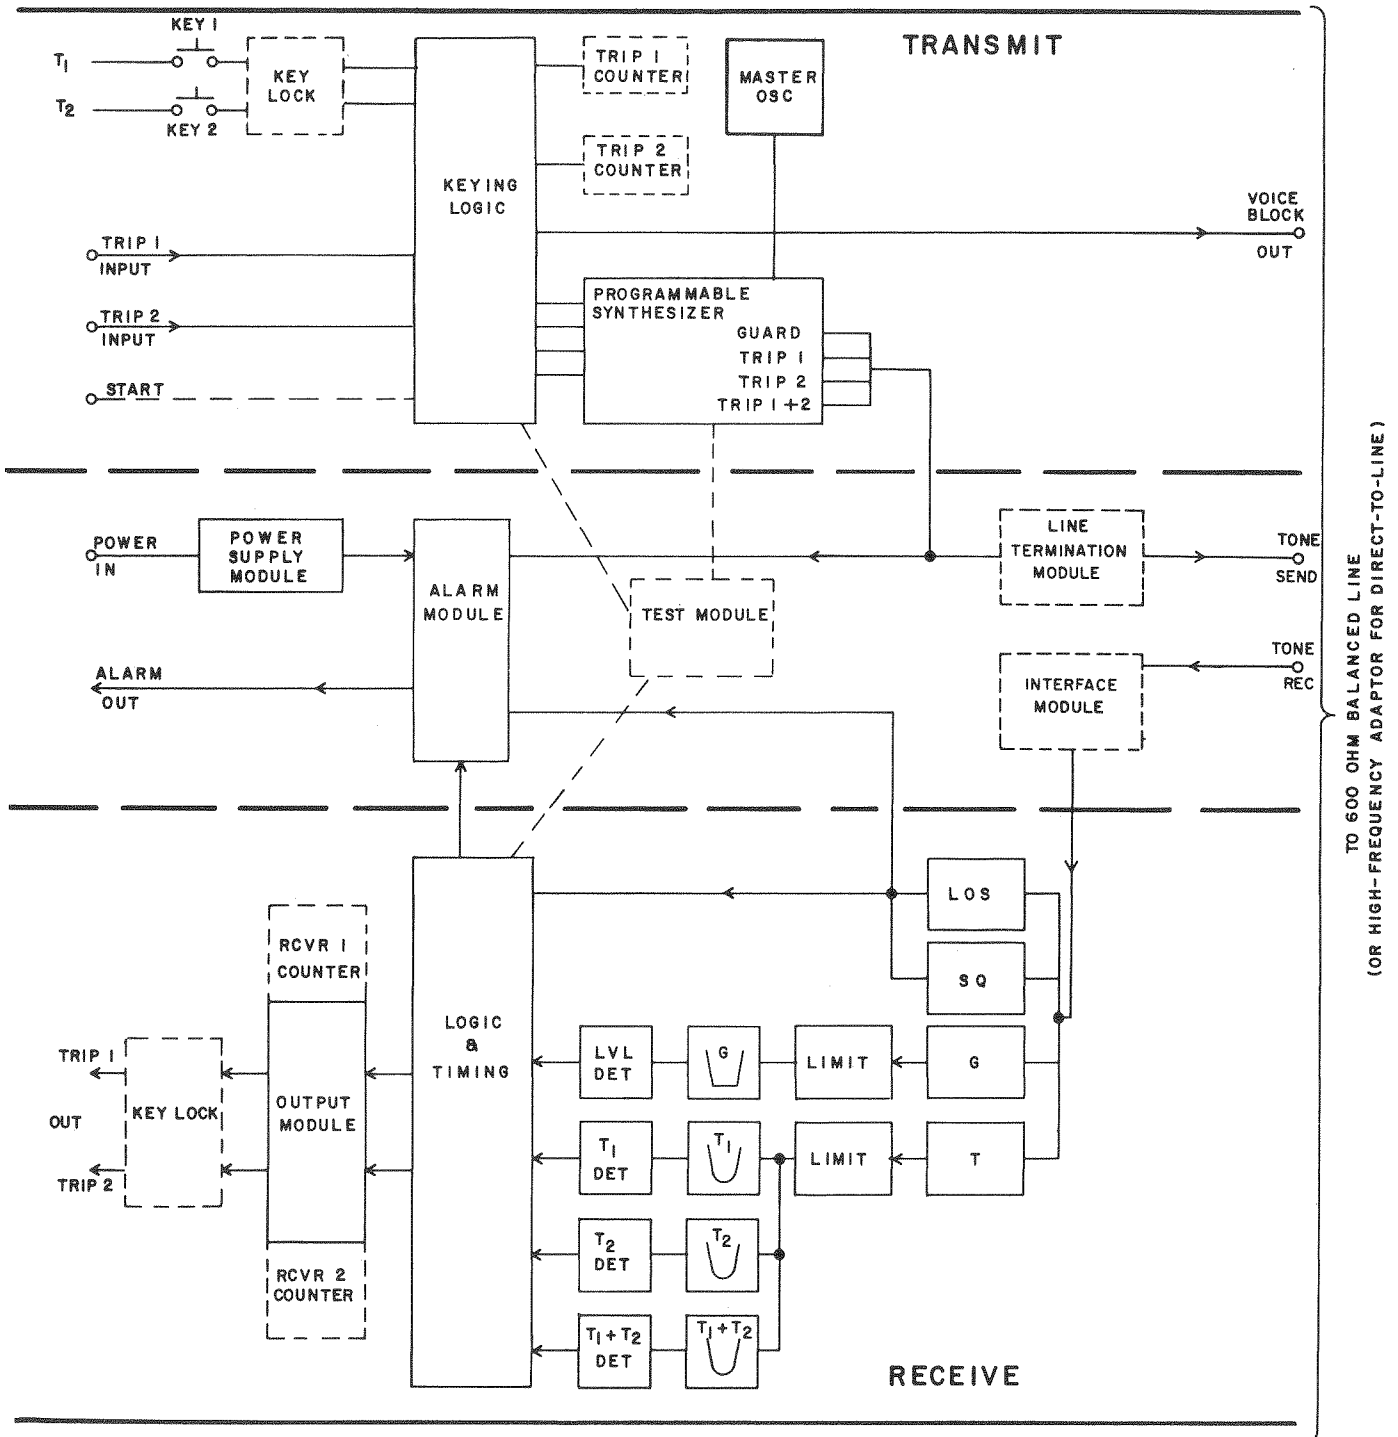 TRANSMIT
KEY 1
T1
KEY
LOCK
T2
KEY 2
TRIP 1
COUNTER
MASTER
OSC
TRIP 2
COUNTER
KEYING
LOGIC
VOICE
BLOCK
OUT
TRIP 1
INPUT
TRIP 2
INPUT
START
PROGRAMMABLE
SYNTHESIZER
GUARD
TRIP 1
TRIP 2
TRIP 1+2
POWER
IN
POWER
SUPPLY
MODULE
ALARM
MODULE
ALARM
OUT
TEST MODULE
LINE
TERMINATION
MODULE
TONE
SEND
INTERFACE
MODULE
TONE
REC
TO 600 OHM BALANCED LINE
(OR HIGH-FREQUENCY ADAPTOR FOR DIRECT-TO-LINE)
LOS
SQ
RCVR 1
COUNTER
LOGIC
&
TIMING
LVL
DET
G
LIMIT
G
TRIP 1
OUT
TRIP 2
KEY LOCK
OUTPUT
MODULE
T1
DET
T1
LIMIT
T
T2
DET
T2
RCVR 2
COUNTER
T1+T2
DET
T1+T2
RECEIVE